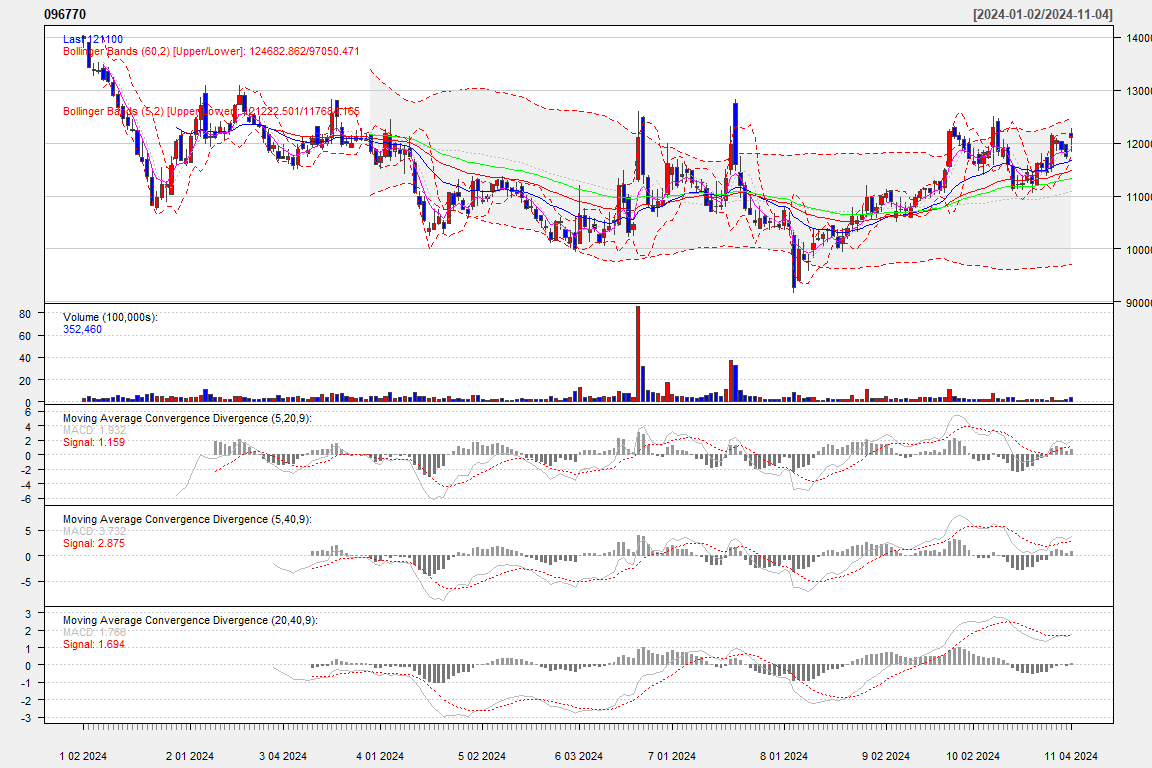 096770
[2024-01-02/2024-11-04]
Last 121100
Bollinger Bands (60,2) [Upper/Lower]: 124682.862/97050.471
Bollinger Bands (5,2) [Upper/Lower]:
14000
13000
12000
11000
10000
90000
Volume (100,000s):
352,460
80
60
40
20
0
Moving Average Convergence Divergence (5,20,9):
MACD: 1.932
Signal: 1.159
6
4
2
0
-2
-4
-6
Moving Average Convergence Divergence (5,40,9):
MACD: 3.732
Signal: 2.875
5
0
-5
Moving Average Convergence Divergence (20,40,9):
MACD: 1.766
Signal: 1.694
3
2
1
0
-1
-2
-3
1 02 2024
2 01 2024
3 04 2024
4 01 2024
5 02 2024
6 03 2024
7 01 2024
8 01 2024
9 02 2024
10 02 2024
11 04 2024